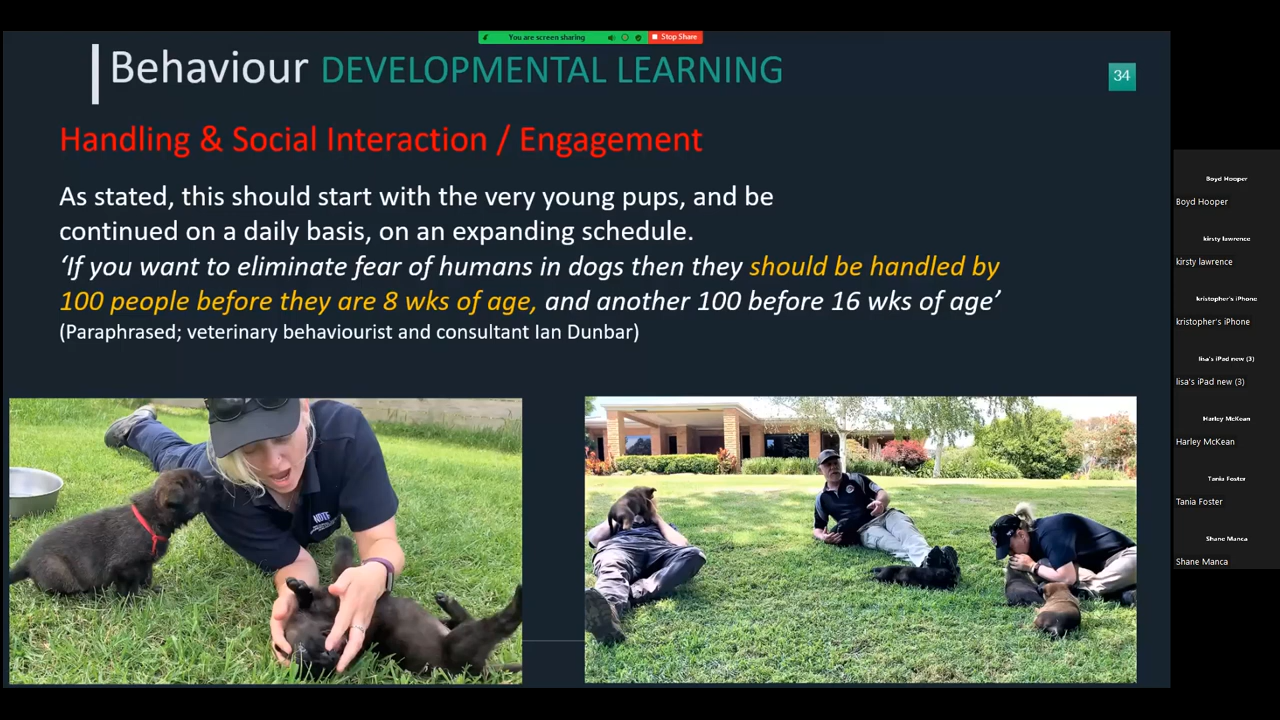 You are screen sharing
Stop Share
Behaviour DEVELOPMENTAL LEARNING
34
Handling & Social Interaction / Engagement
As stated, this should start with the very young pups, and be
continued on a daily basis, on an expanding schedule.
‘If you want to eliminate fear of humans in dogs then they should be handled by
100 people before they are 8 wks of age, and another 100 before 16 wks of age’
(Paraphrased; veterinary behaviourist and consultant Ian Dunbar)
NDTF
Boyd Hooper
Boyd Hooper
kirsty lawrence
kirsty lawrence
kristopher's iPhone
kristopher's iPhone
lisa's iPad new (3)
lisa's iPad new (3)
Harley McKean
Harley McKean
Tania Foster
Tania Foster
Shane Manca
Shane Manca